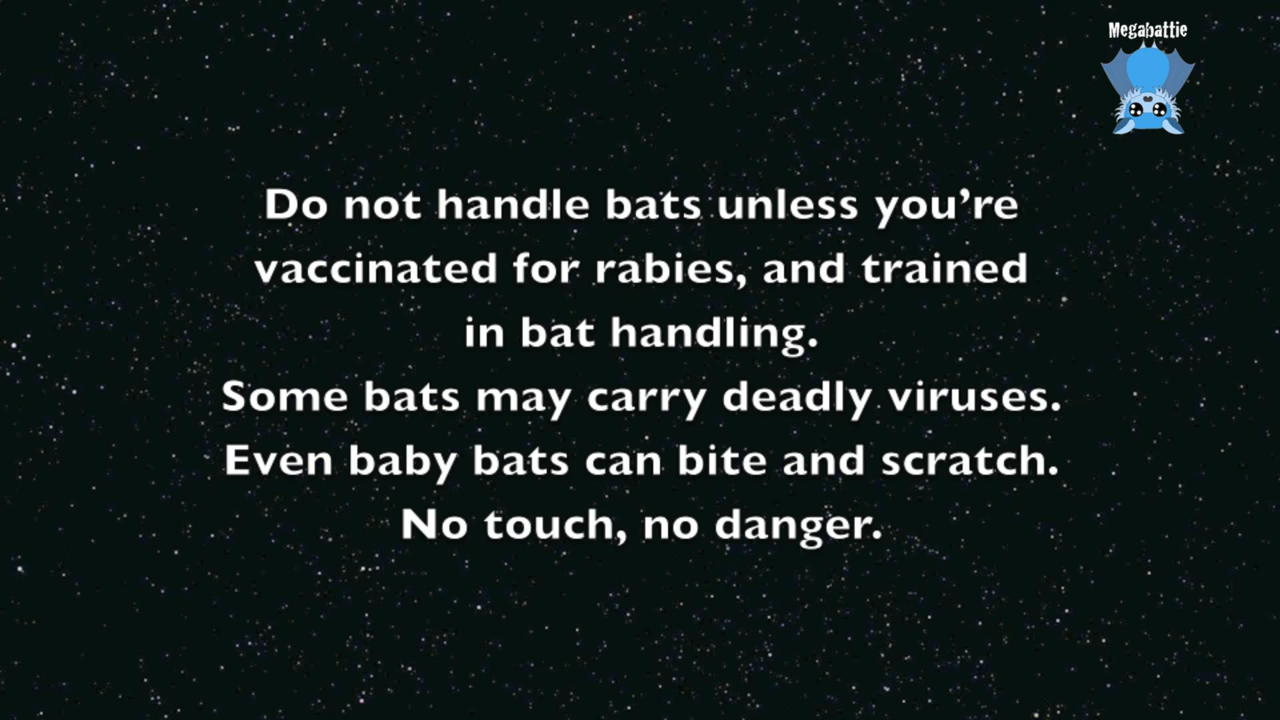 Megabattie
Do not handle bats unless you’re
vaccinated for rabies, and trained
in bat handling.
Some bats may carry deadly viruses.
Even baby bats can bite and scratch.
No touch, no danger.